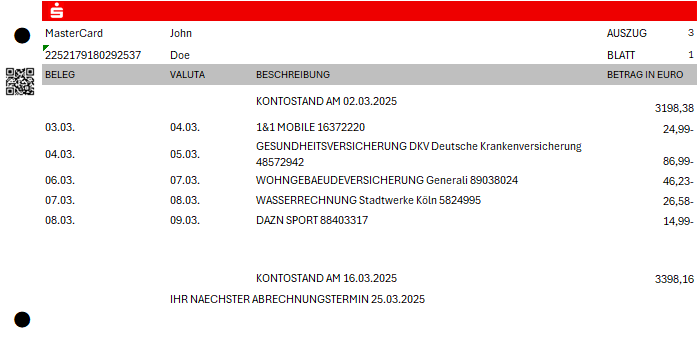 MasterCard John AUSZUG 3
2252179180292537 Doe BLATT 1
BELEG VALUTA BESCHREIBUNG BETRAG IN EURO
KONTOSTAND AM 02.03.2025 3198,38
03.03. 04.03. 1&1 MOBILE 16372220 24,99-
04.03. 05.03. GESUNDHEITSVERSICHERUNG DKV Deutsche Krankenversicherung
48572942 86,99-
06.03. 07.03. WOHNGEBAEUDEVERSICHERUNG Generali 89038024 46,23-
07.03. 08.03. WASSERRECHNUNG Stadtwerke Köln 5824995 26,58-
08.03. 09.03. DAZN SPORT 88403317 14,99-
KONTOSTAND AM 16.03.2025 3398,16
IHR NAECHSTER ABRECHNUNGSTERMIN 25.03.2025